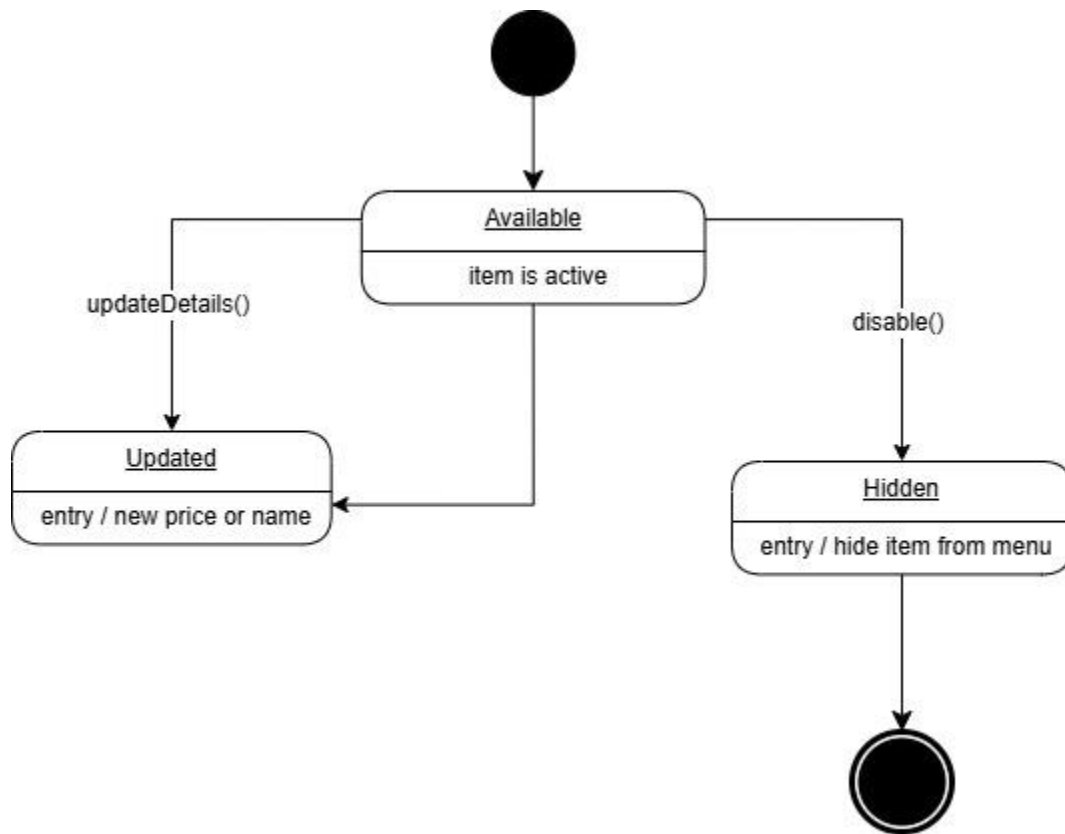 Available
item is active
updateDetails()
disable()
Updated
entry / new price or name
Hidden
entry / hide item from menu